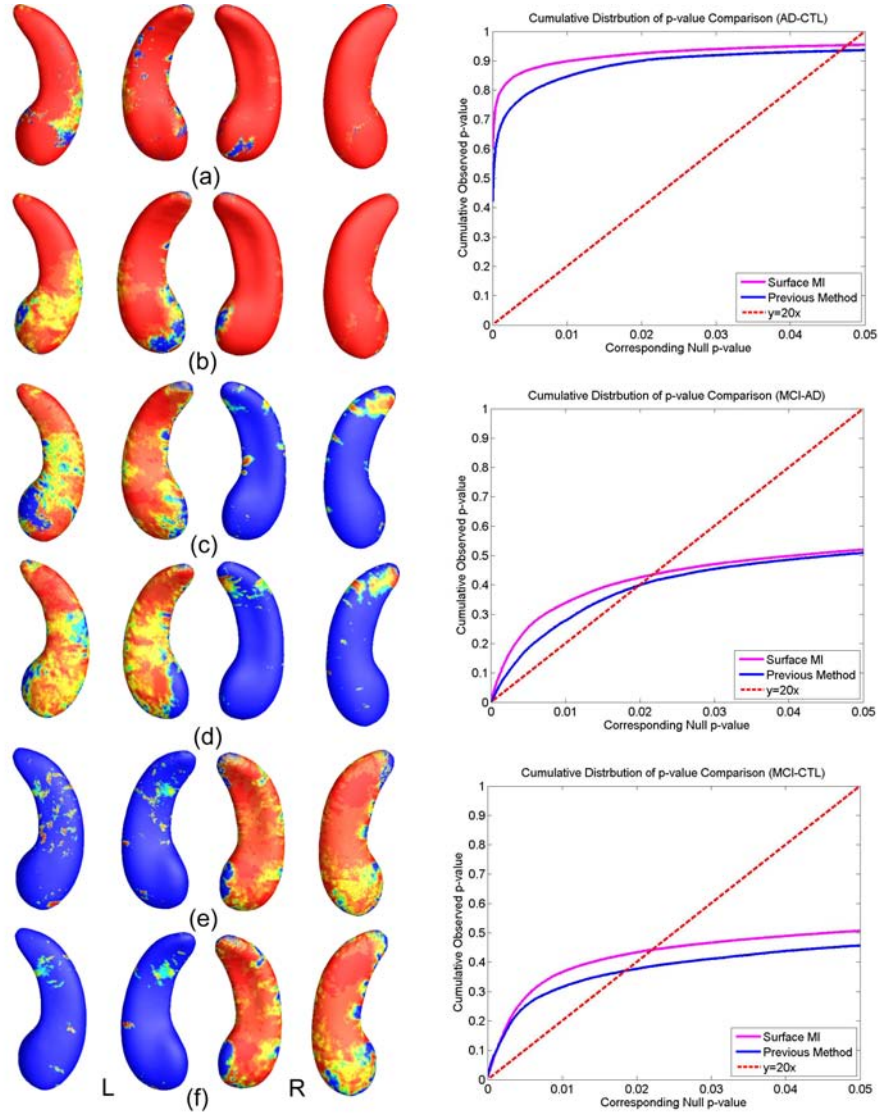 (a)
(b)
(c)
(d)
(e)
(f)
L
R
Cumulative Distrbution of p-value Comparison (AD-CTL)
Cumulative Observed p-value
1
0.9
0.8
0.7
0.6
0.5
0.4
0.3
0.2
0.1
0
Surface MI
Previous Method
y=20x
0 0.01 0.02 0.03 0.04 0.05
Corresponding Null p-value
Cumulative Distrbution of p-value Comparison (MCI-AD)
Cumulative Observed p-value
1
0.9
0.8
0.7
0.6
0.5
0.4
0.3
0.2
0.1
0
Surface MI
Previous Method
y=20x
0 0.01 0.02 0.03 0.04 0.05
Corresponding Null p-value
Cumulative Distrbution of p-value Comparison (MCI-CTL)
Cumulative Observed p-value
1
0.9
0.8
0.7
0.6
0.5
0.4
0.3
0.2
0.1
0
Surface MI
Previous Method
y=20x
0 0.01 0.02 0.03 0.04 0.05
Corresponding Null p-value